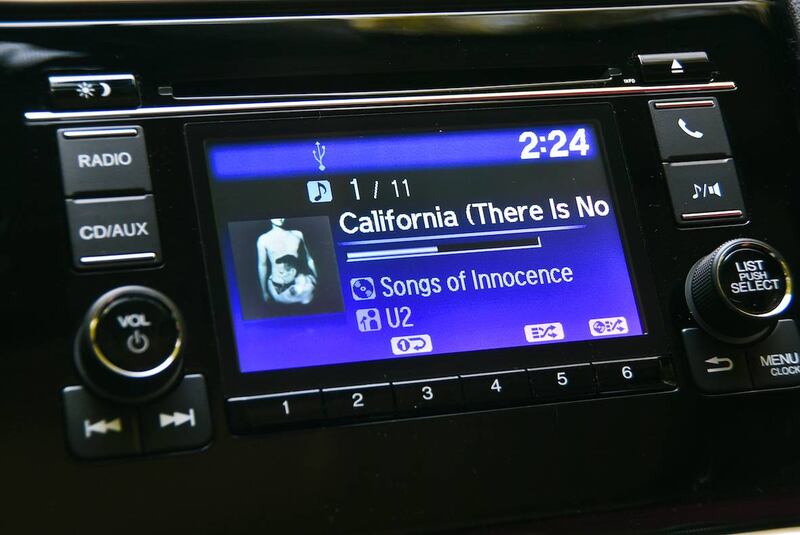 RADIO
CD/AUX
VOL
2:24
1 / 11
California (There Is No
Songs of Innocence
U2
1
1 2 3 4 5 6
LIST
PUSH
SELECT
MENU
CLOCK